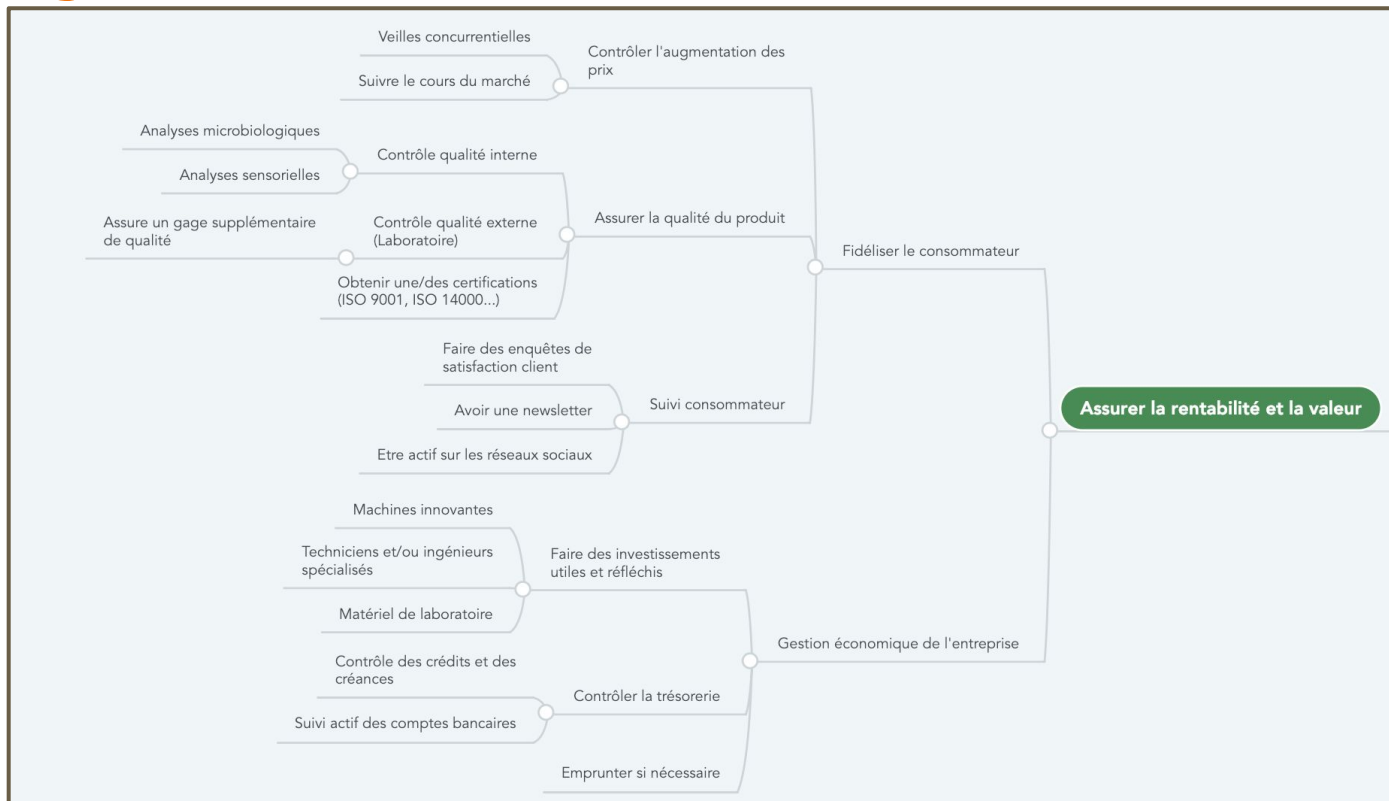 Veilles concurrentielles
Suivre le cours du marché
Contrôler l'augmentation des
prix
Analyses microbiologiques
Analyses sensorielles
Contrôle qualité interne
Assure un gage supplémentaire
de qualité
Contrôle qualité externe
(Laboratoire)
Obtenir une/des certifications
(ISO 9001, ISO 14000...)
Assurer la qualité du produit
Fidéliser le consommateur
Faire des enquêtes de
satisfaction client
Avoir une newsletter
Etre actif sur les réseaux sociaux
Suivi consommateur
Assurer la rentabilité et la valeur
Machines innovantes
Techniciens et/ou ingénieurs
spécialisés
Matériel de laboratoire
Faire des investissements
utiles et réfléchis
Gestion économique de l'entreprise
Contrôle des crédits et des
créances
Suivi actif des comptes bancaires
Contrôler la trésorerie
Emprunter si nécessaire